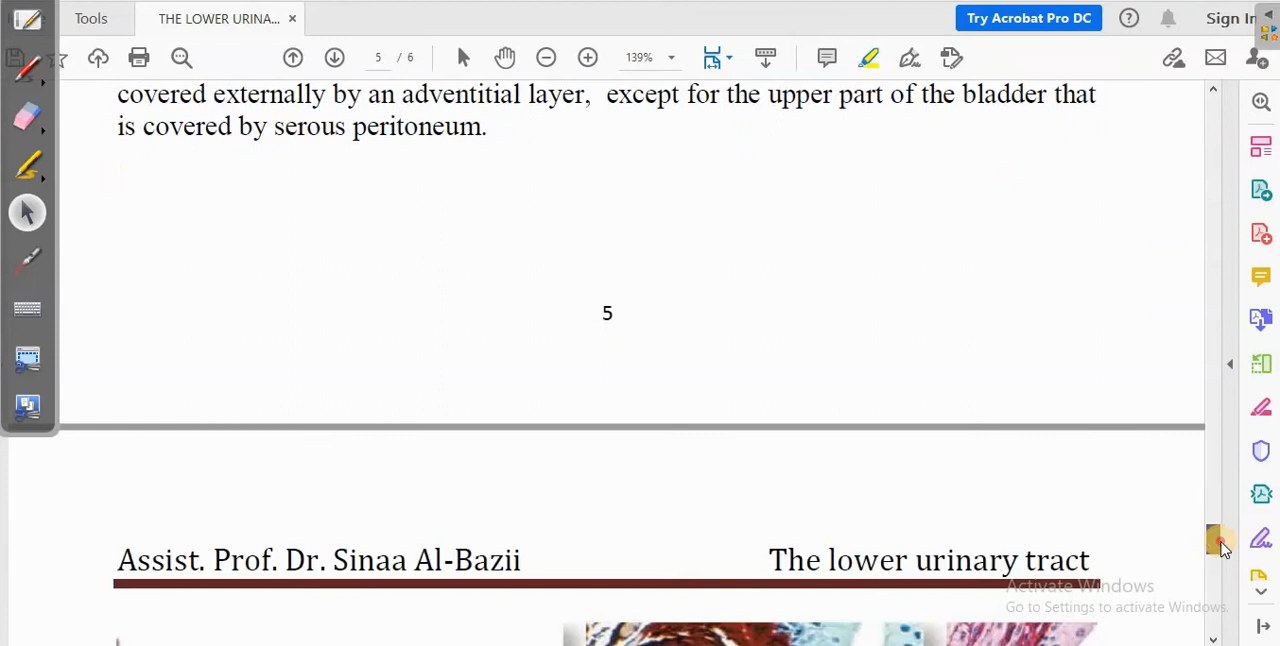 Tools
THE LOWER URINA...
Try Acrobat Pro DC
Sign In
5 / 6
139%
covered externally by an adventitial layer, except for the upper part of the bladder that
is covered by serous peritoneum.
5
Assist. Prof. Dr. Sinaa Al-Bazii
The lower urinary tract
Activate Windows
Go to Settings to activate Windows.